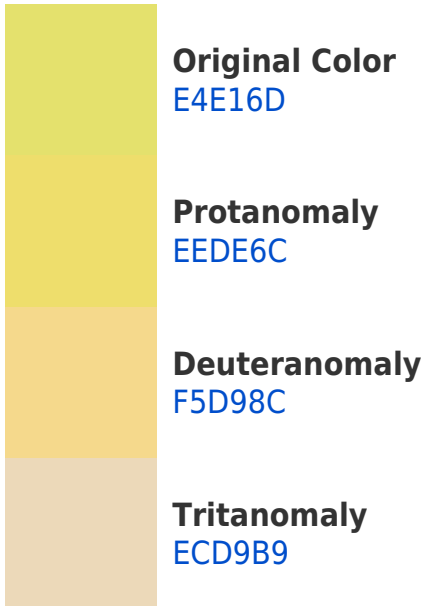 Original Color
E4E16D
Protanomaly
EEDE6C
Deuteranomaly
F5D98C
Tritanomaly
ECD9B9